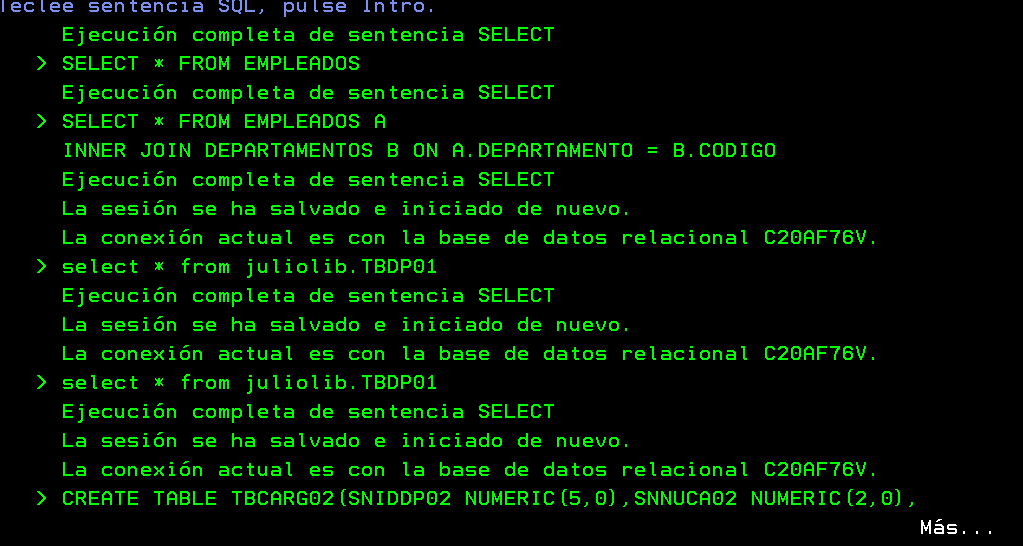 Teclee sentencia SQL, pulse Intro.
Ejecución completa de sentencia SELECT
> SELECT * FROM EMPLEADOS
Ejecución completa de sentencia SELECT
> SELECT * FROM EMPLEADOS A
INNER JOIN DEPARTAMENTOS B ON A.DEPARTAMENTO = B.CODIGO
Ejecución completa de sentencia SELECT
La sesión se ha salvado e iniciado de nuevo.
La conexión actual es con la base de datos relacional C20AF76V.
> select * from juliolib.TBDP01
Ejecución completa de sentencia SELECT
La sesión se ha salvado e iniciado de nuevo.
La conexión actual es con la base de datos relacional C20AF76V.
> select * from juliolib.TBDP01
Ejecución completa de sentencia SELECT
La sesión se ha salvado e iniciado de nuevo.
La conexión actual es con la base de datos relacional C20AF76V.
> CREATE TABLE TBCARG02(SNIDDP02 NUMERIC(5,0),SNNUCA02 NUMERIC(2,0),
Más...